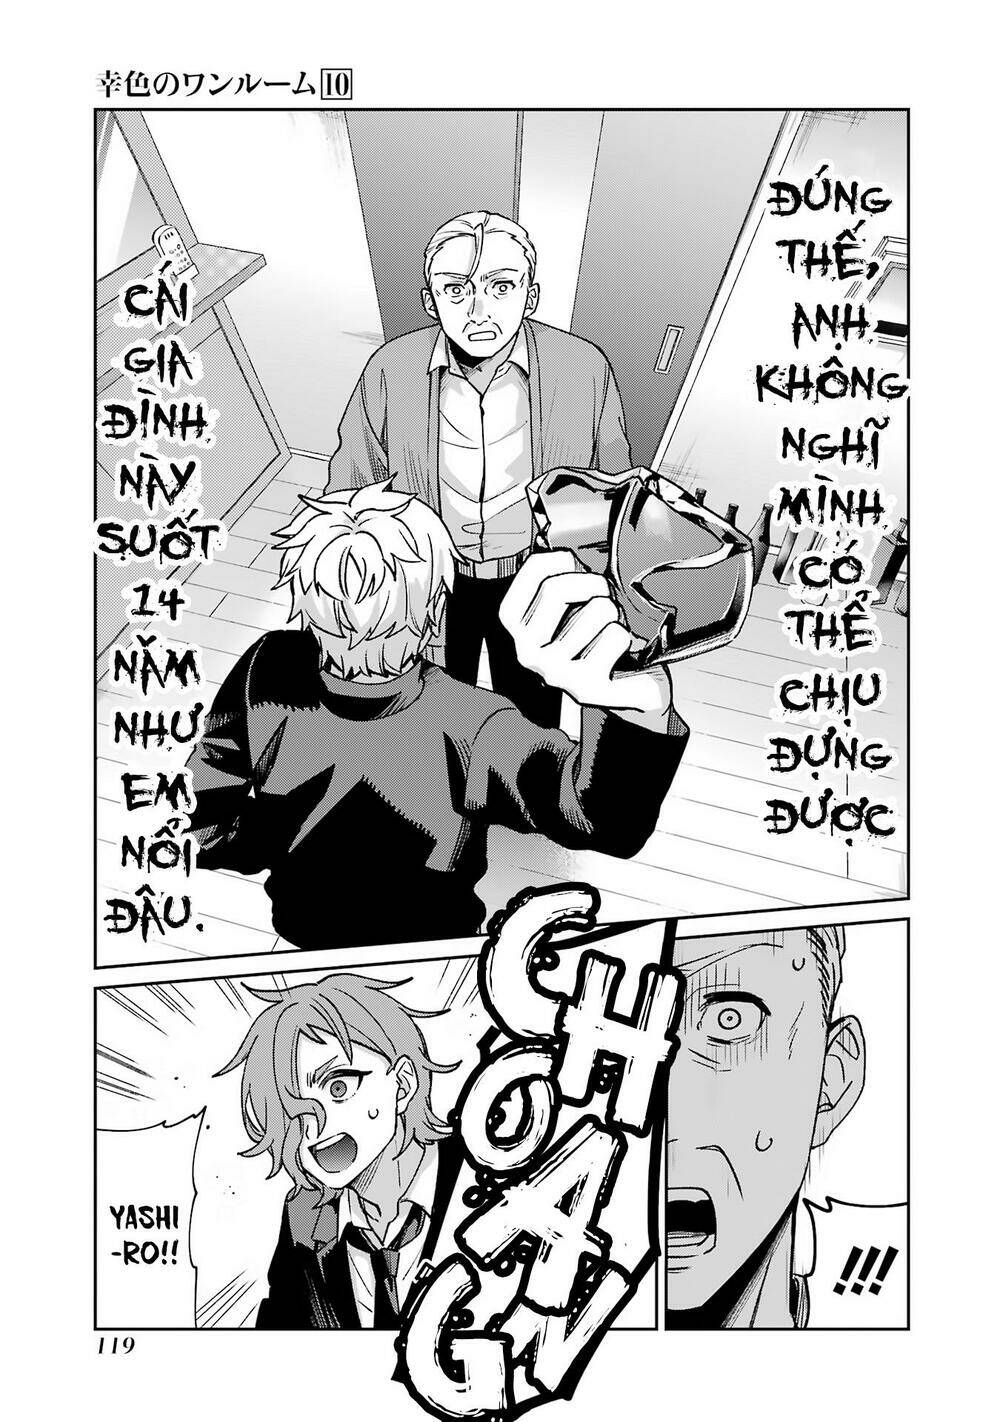 幸色のワンルーム10
ĐÚNG
THẾ,
ANH
KHÔNG
NGHĨ
MÌNH
CÓ
THỂ
CHỊU
ĐỰNG
ĐƯỢC
CÁI
GIA
ĐÌNH
NÀY
SUỐT
14
NĂM
NHƯ
EM
NỔI
ĐÂU.
!!!
CHOANG
YASHI
-RO!!
119